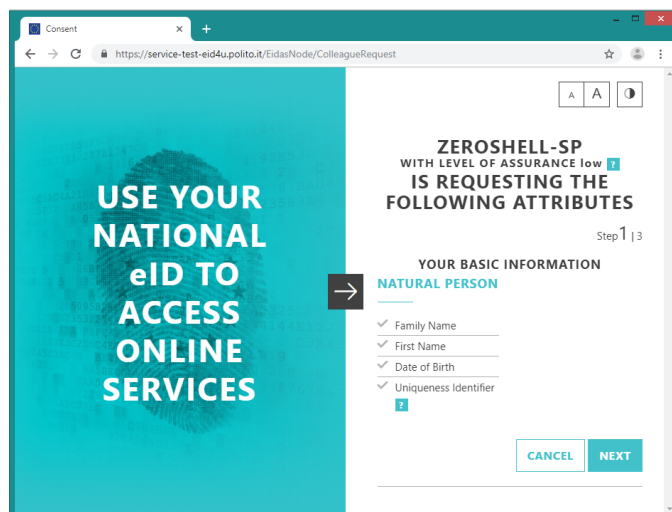 Consent
https://service-test-eid4u.polito.it/EidasNode/ColleagueRequest
A A
USE YOUR
NATIONAL
eID TO
ACCESS
ONLINE
SERVICES
ZEROSHELL-SP
WITH LEVEL OF ASSURANCE low ?
IS REQUESTING THE
FOLLOWING ATTRIBUTES
Step 1 | 3
YOUR BASIC INFORMATION
NATURAL PERSON
Family Name
First Name
Date of Birth
Uniqueness Identifier
?
CANCEL NEXT